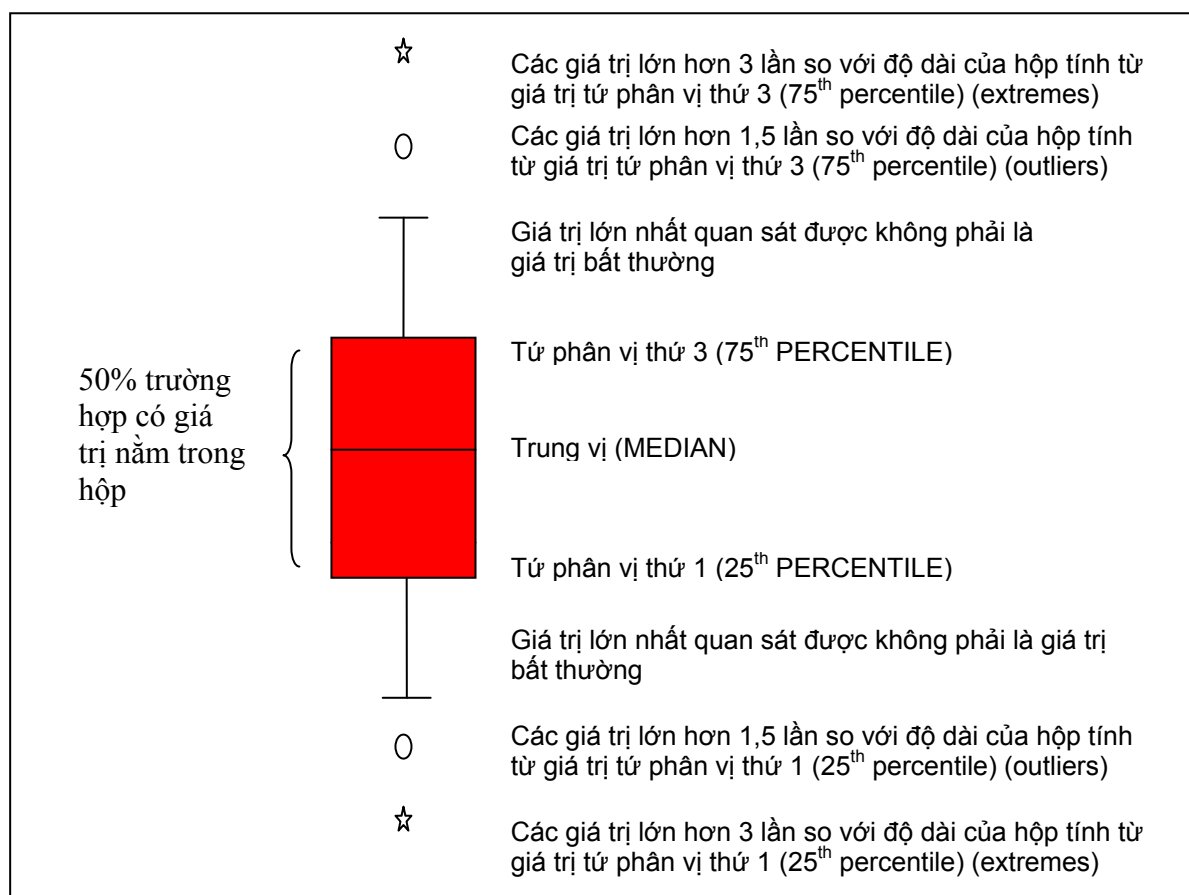 Các giá trị lớn hơn 3 lần so với độ dài của hộp tính từ
giá trị tứ phân vị thứ 3 (75th percentile) (extremes)
Các giá trị lớn hơn 1,5 lần so với độ dài của hộp tính
từ giá trị tứ phân vị thứ 3 (75th percentile) (outliers)
Giá trị lớn nhất quan sát được không phải là
giá trị bất thường
Tứ phân vị thứ 3 (75th PERCENTILE)
50% trường
hợp có giá
trị nằm trong
hộp
Trung vị (MEDIAN)
Tứ phân vị thứ 1 (25th PERCENTILE)
Giá trị lớn nhất quan sát được không phải là giá trị
bất thường
Các giá trị lớn hơn 1,5 lần so với độ dài của hộp tính
từ giá trị tứ phân vị thứ 1 (25th percentile) (outliers)
Các giá trị lớn hơn 3 lần so với độ dài của hộp tính từ
giá trị tứ phân vị thứ 1 (25th percentile) (extremes)